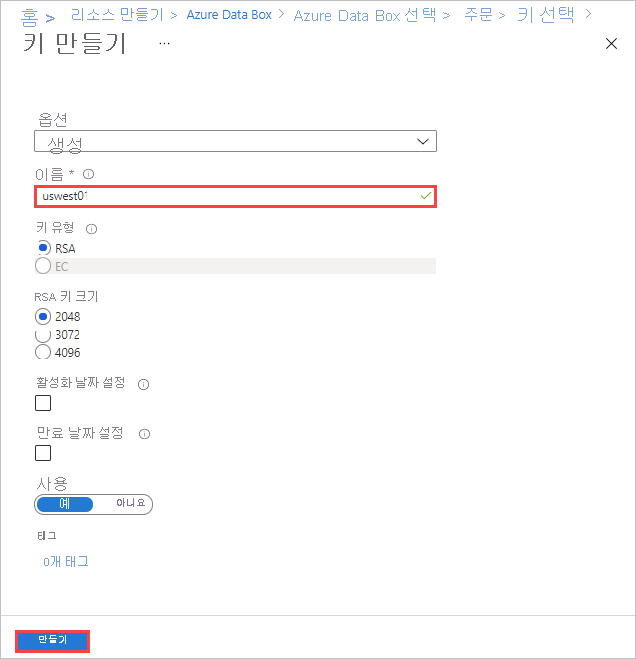 홈 > 리소스 만들기 > Azure Data Box > Azure Data Box 선택 > 주문 > 키 선택 >
키 만들기 ...
옵션
생성
이름 *
uswest01
키 유형
RSA
EC
RSA 키 크기
2048
3072
4096
활성화 날짜 설정
만료 날짜 설정
사용
예 아니요
태그
0개 태그
만들기